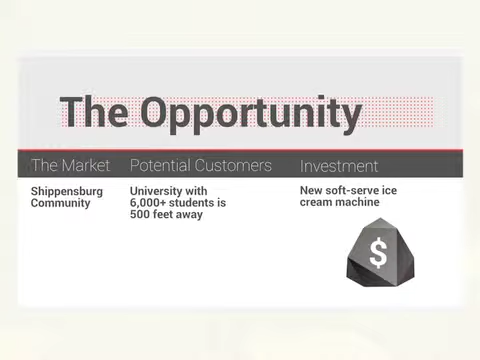 The Opportunity
The Market
Potential Customers
Investment
Shippensburg
Community
University with
6,000+ students is
500 feet away
New soft-serve ice
cream machine
$